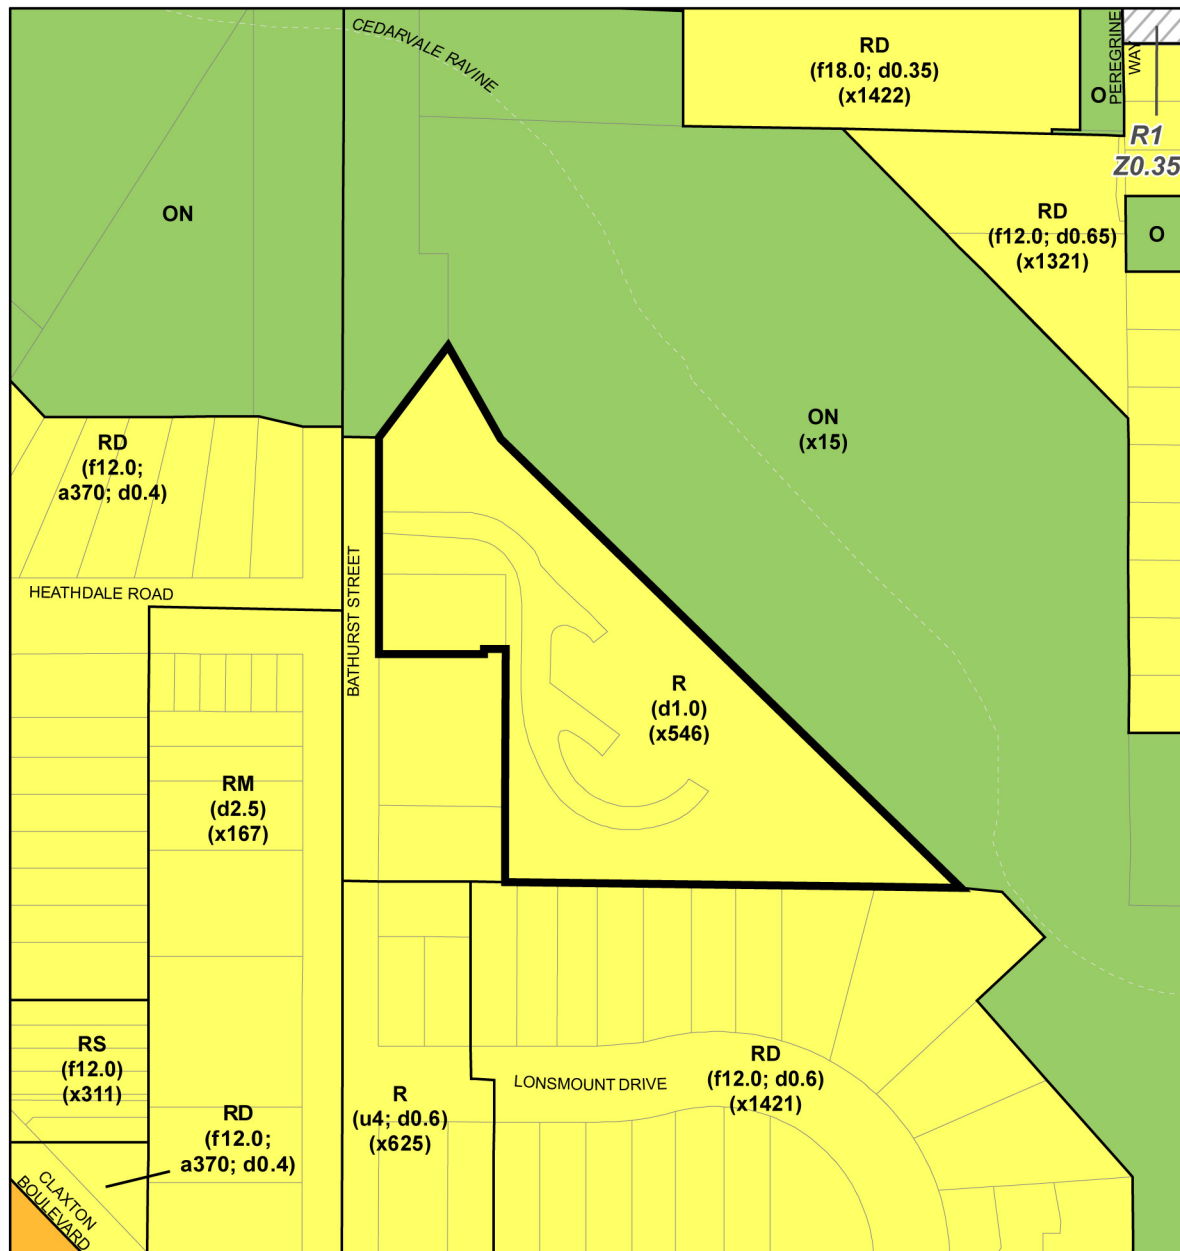 CEDARVALE RAVINE
RD
(f18.0; d0.35)
(x1422)
PEREGRINE
WAY
O
R1
Z0.35
ON
RD
(f12.0; d0.65)
(x1321)
O
ON
(x15)
RD
(f12.0;
a370; d0.4)
HEATHDALE ROAD
BATHURST STREET
R
(d1.0)
(x546)
RM
(d2.5)
(x167)
RS
(f12.0)
(x311)
RD
(f12.0;
a370; d0.4)
R
(u4; d0.6)
(x625)
LONSMOUNT DRIVE
RD
(f12.0; d0.6)
(x1421)
CLAXTON
BOULEVARD